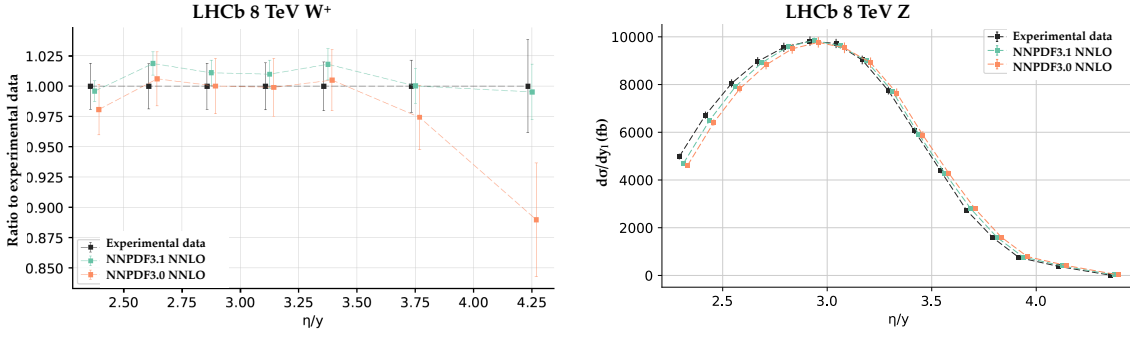 LHCb 8 TeV W+
Ratio to experimental data
1.025
1.000
0.975
0.950
0.925
0.900
0.875
0.850
Experimental data
NNPDF3.1 NNLO
NNPDF3.0 NNLO
2.50 2.75 3.00 3.25 3.50 3.75 4.00 4.25
η/y
LHCb 8 TeV Z
dσ/dyl (fb)
10000
8000
6000
4000
2000
0
Experimental data
NNPDF3.1 NNLO
NNPDF3.0 NNLO
2.5 3.0 3.5 4.0
η/y